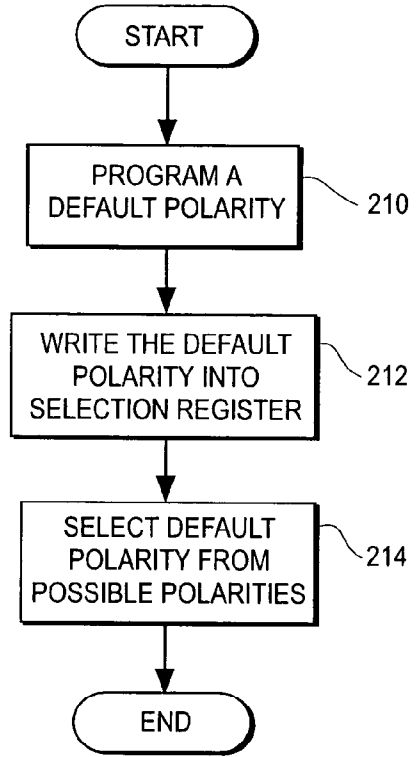 START
PROGRAM A
DEFAULT POLARITY
210
WRITE THE DEFAULT
POLARITY INTO
SELECTION REGISTER
212
SELECT DEFAULT
POLARITY FROM
POSSIBLE POLARITIES
214
END